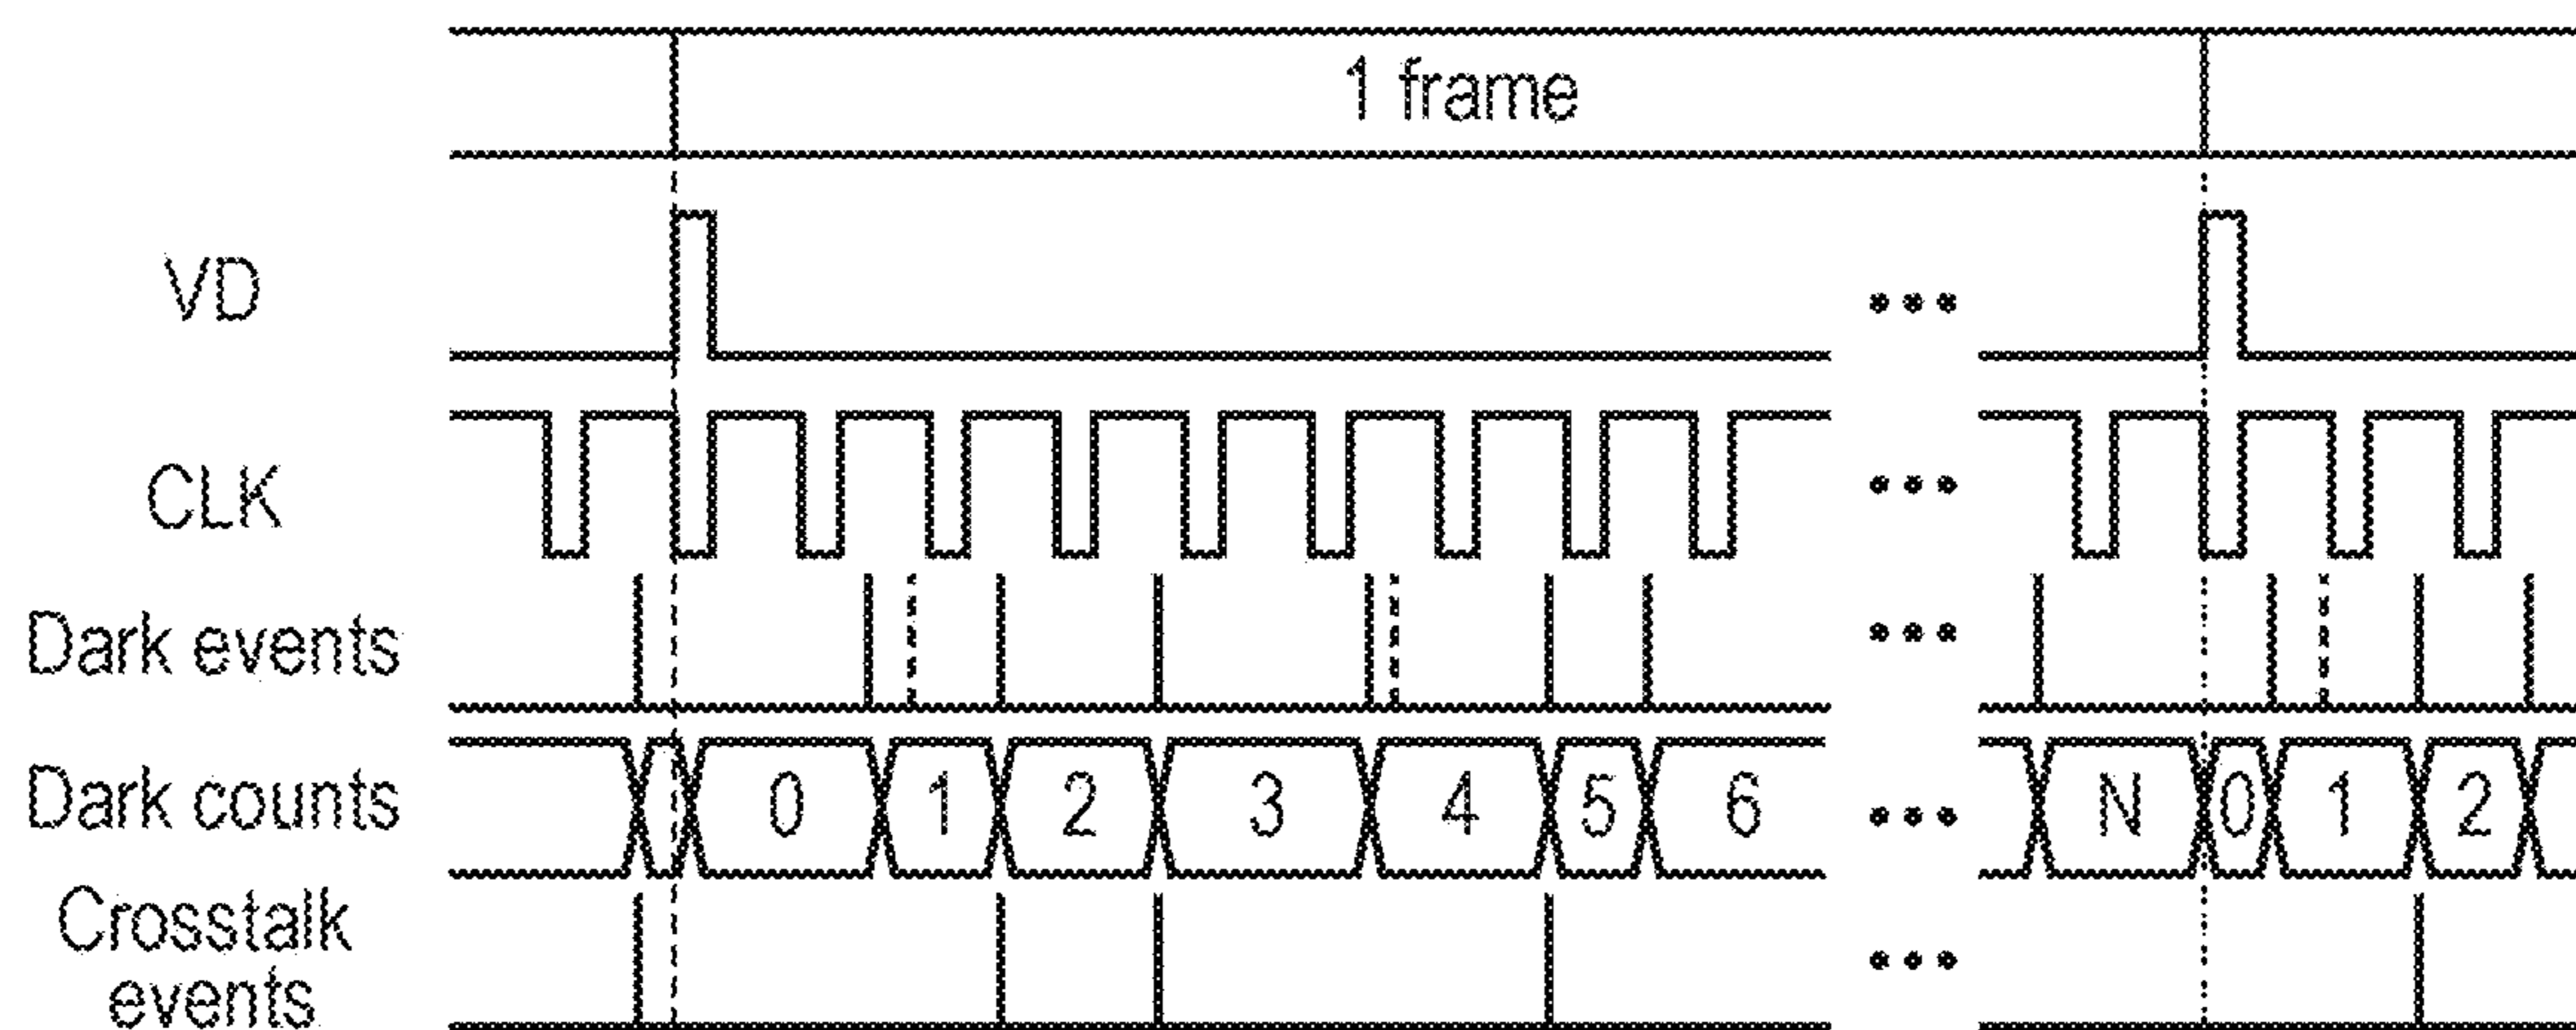 1 frame
VD
CLK
Dark events
Dark counts
0 1 2 3 4 5 6 N 0 1 2
Crosstalk
events